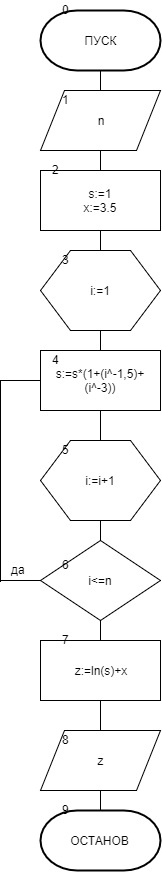 0
ПУСК
1
n
2
s:=1
x:=3.5
3
i:=1
4
s:=s*(1+(i^-1,5)+
(i^-3))
5
i:=i+1
6
i<=n
да
7
z:=ln(s)+x
8
z
9
ОСТАНОВ